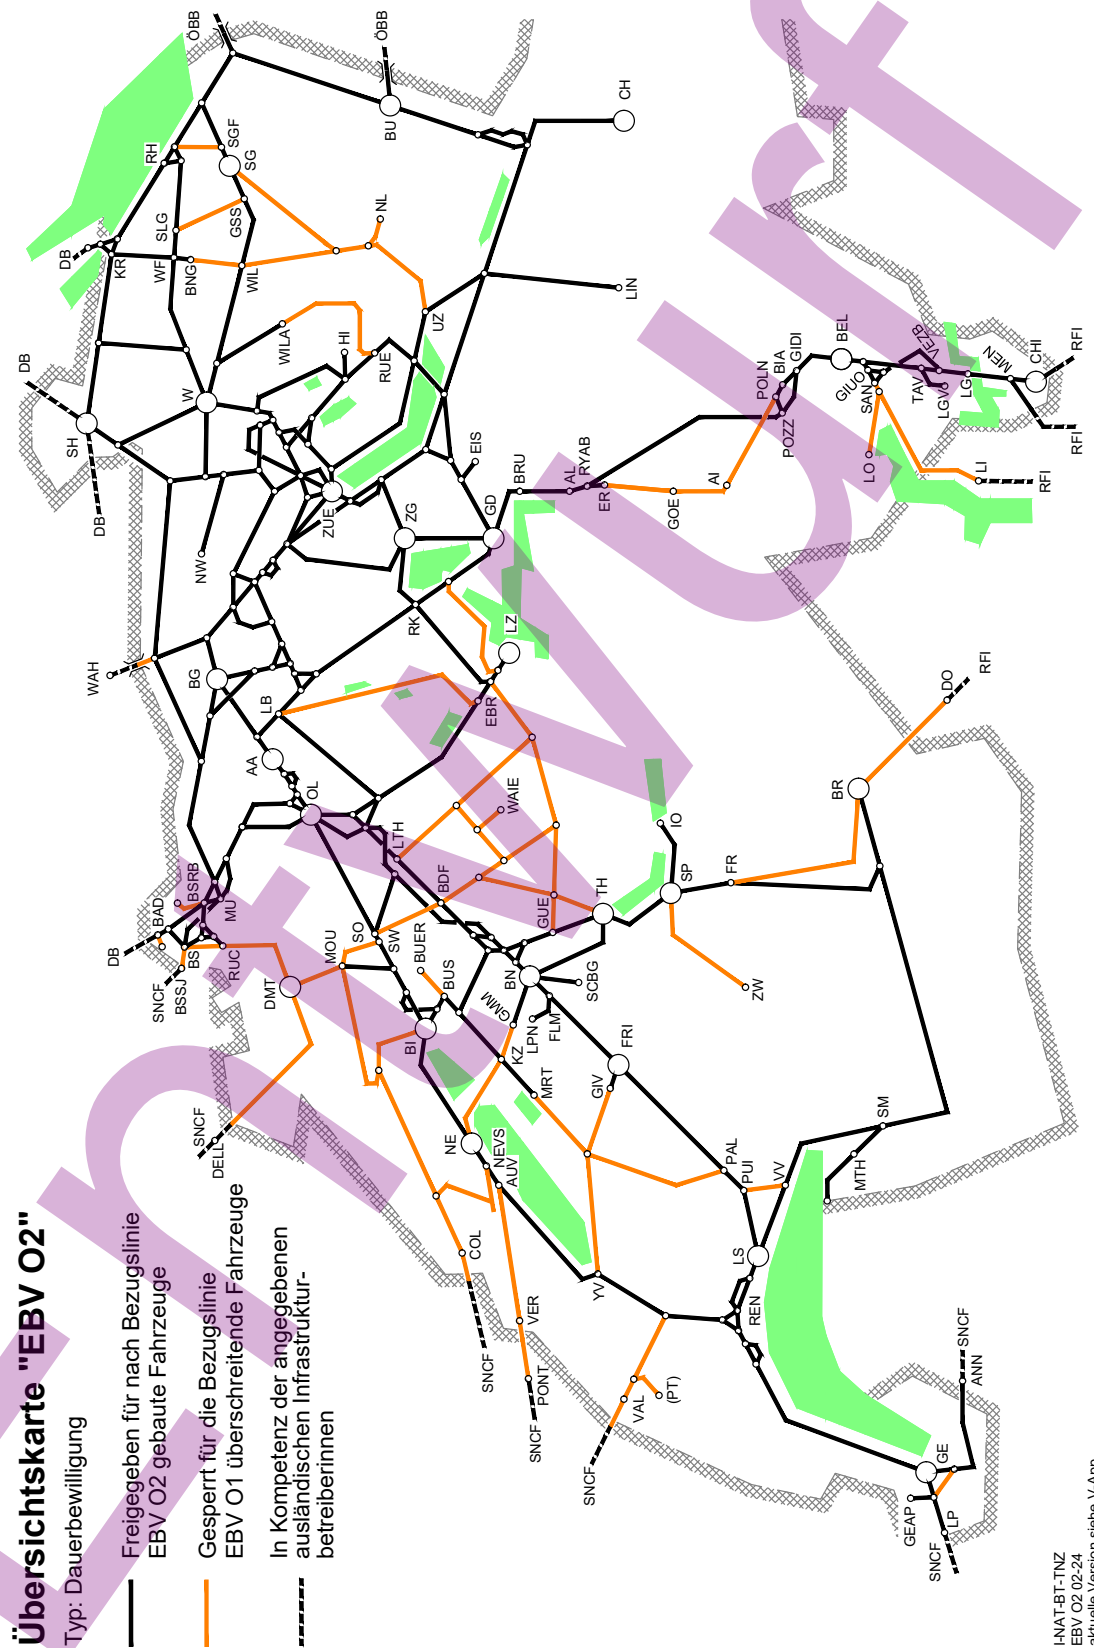 Übersichtskarte "EBV O2"
Typ: Dauerbewilligung
Freigegeben für nach Bezugslinie
EBV O2 gebaute Fahrzeuge
Gesperrt für die Bezugslinie
EBV O1 überschreitende Fahrzeuge
In Kompetenz der angegebenen
ausländischen Infrastruktur-
betreiberinnen
Entwurf
ÖBB
ÖBB
BU
CH
RH
SGF
SG
SLG
GSS
NL
DB
KR
WF
BNG
WIL
LIN
UZ
WILA
HI
RUE
DB
SH
DB
W
EIS
NW
ZUE
ZG
GD
BRU
AL
RYAB
ER
GOE
AI
POLN
BIA
GIDI
POZZ
BEL
GIUO
SAN
TAV
VEZB
LGV
LG
MEN
CHI
RFI
RFI
LO
LI
RFI
WAH
BG
LB
RK
LZ
EBR
AA
OL
LTH
WAIE
BDF
GUE
TH
IO
SP
FR
BR
DO
RFI
ZW
BSRB
MU
BAD
DB
BS
RUC
SNCF
BSSJ
DMT
MOU
SO
SW
BUER
BUS
BN
SCBG
GMM
LPN
FLM
BI
KZ
MRT
GIV
FRI
SNCF
DELL
NE
NEVS
AUV
COL
SNCF
VER
PONT
SNCF
YV
VAL
(PT)
SNCF
PAL
PUI
VV
LS
REN
MTH
SM
GE
GEAP
LP
SNCF
ANN
SNCF
I-NAT-BT-TNZ
EBV O2 02-24
aktuelle Version siehe V-App